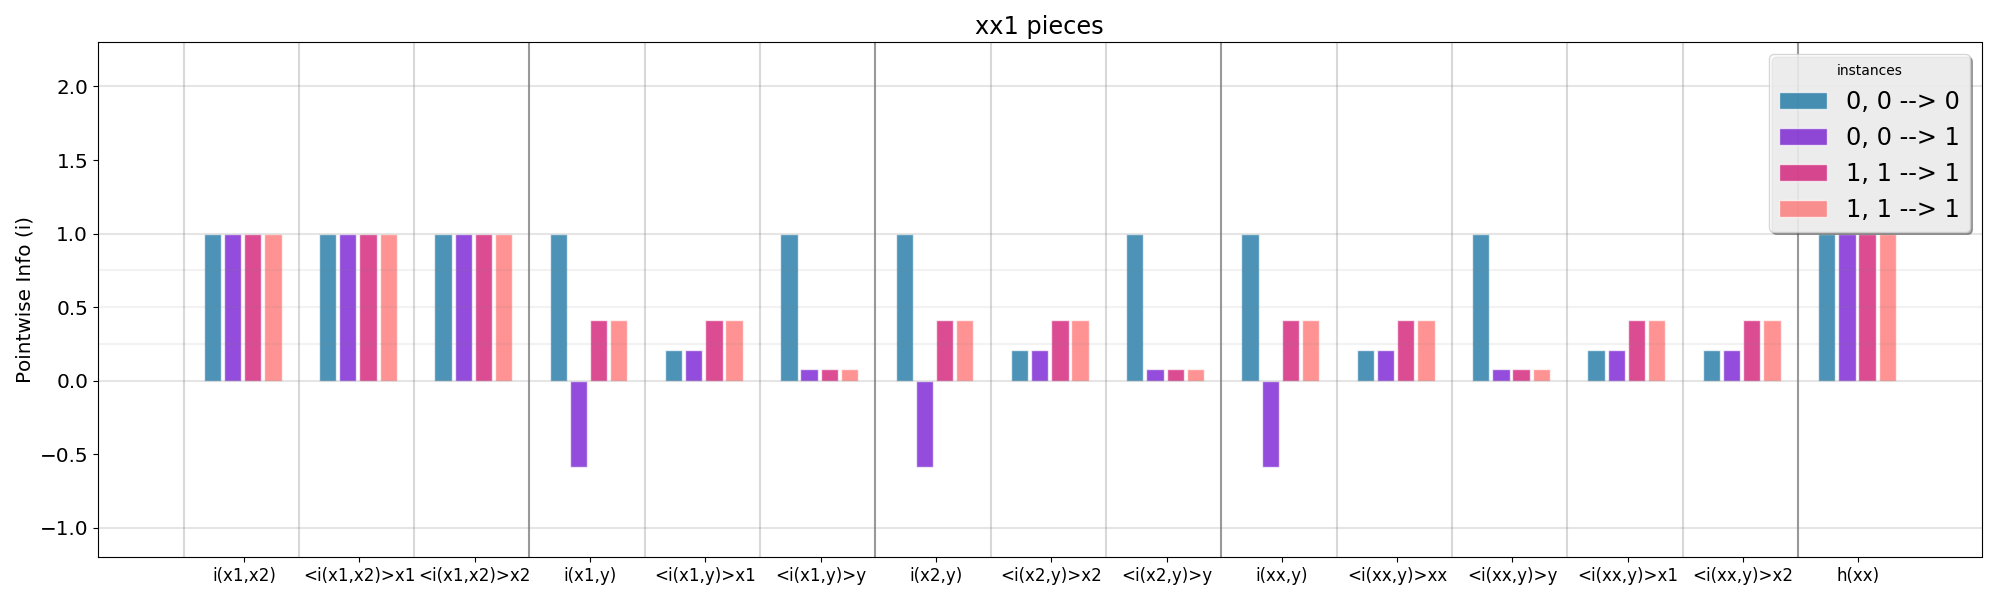 xx1 pieces
Pointwise Info (i)
2.0
1.5
1.0
0.5
0.0
−0.5
−1.0
instances
0, 0 --> 0
0, 0 --> 1
1, 1 --> 1
1, 1 --> 1
i(x1,x2) <i(x1,x2)>x1 <i(x1,x2)>x2 i(x1,y) <i(x1,y)>x1 <i(x1,y)>y i(x2,y) <i(x2,y)>x2 <i(x2,y)>y i(xx,y) <i(xx,y)>xx <i(xx,y)>y <i(xx,y)>x1 <i(xx,y)>x2 h(xx)